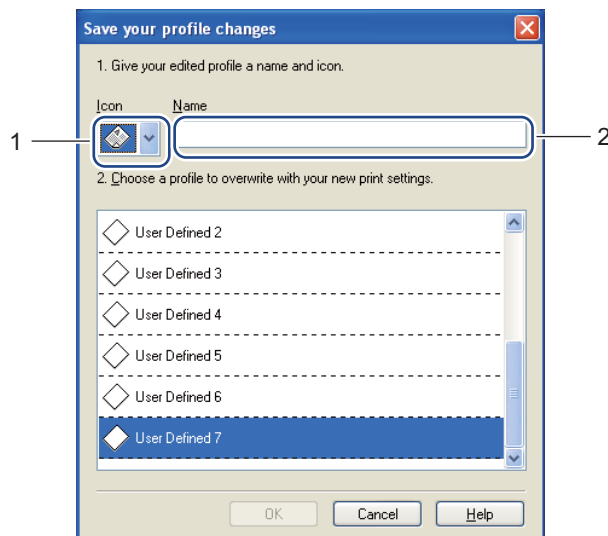 Save your profile changes
1. Give your edited profile a name and icon.
Icon Name
1
2
2. Choose a profile to overwrite with your new print settings.
User Defined 2
User Defined 3
User Defined 4
User Defined 5
User Defined 6
User Defined 7
OK Cancel Help